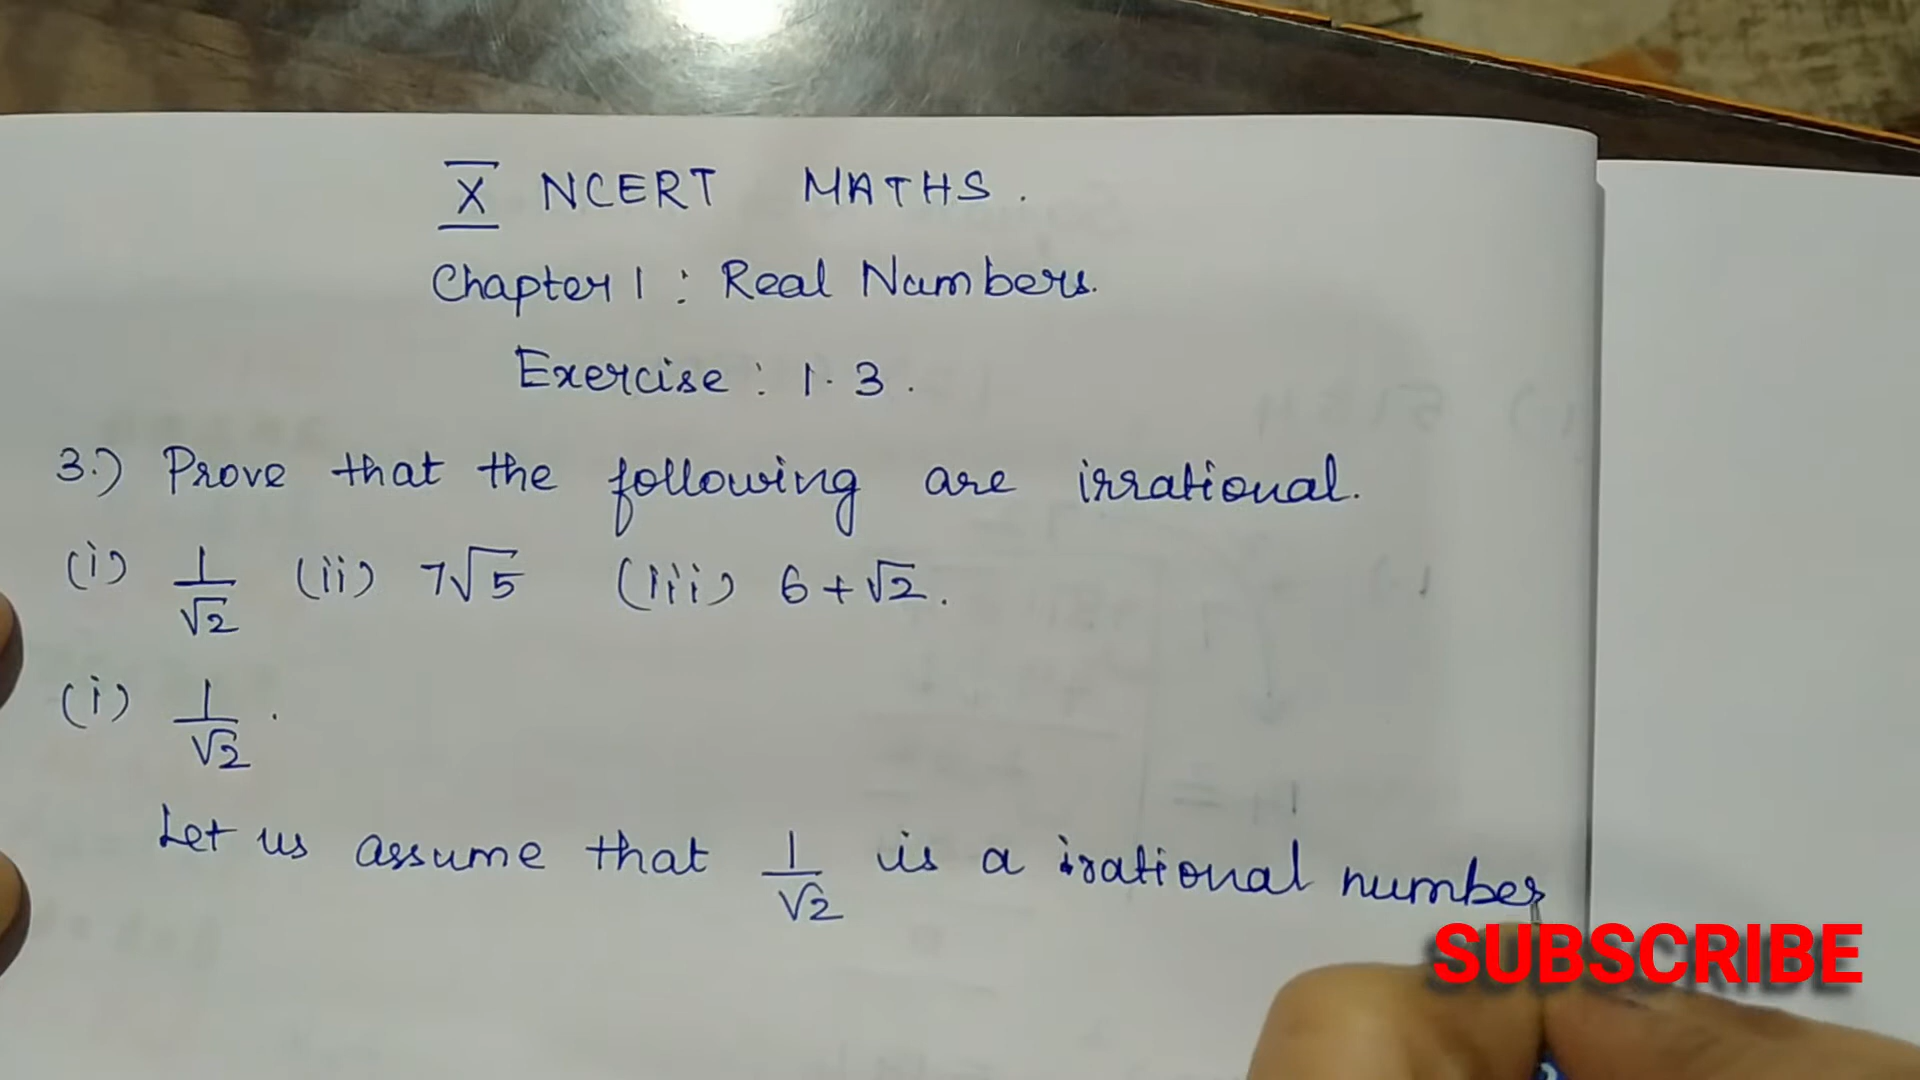 X NCERT MATHS.
Chapter 1 : Real Numbers.
Exercise : 1.3.
3.) Prove that the following are irrational.
(i) 1/√2 (ii) 7√5 (iii) 6+√2.
(i) 1/√2.
Let us assume that 1/√2 is a irational number
SUBSCRIBE